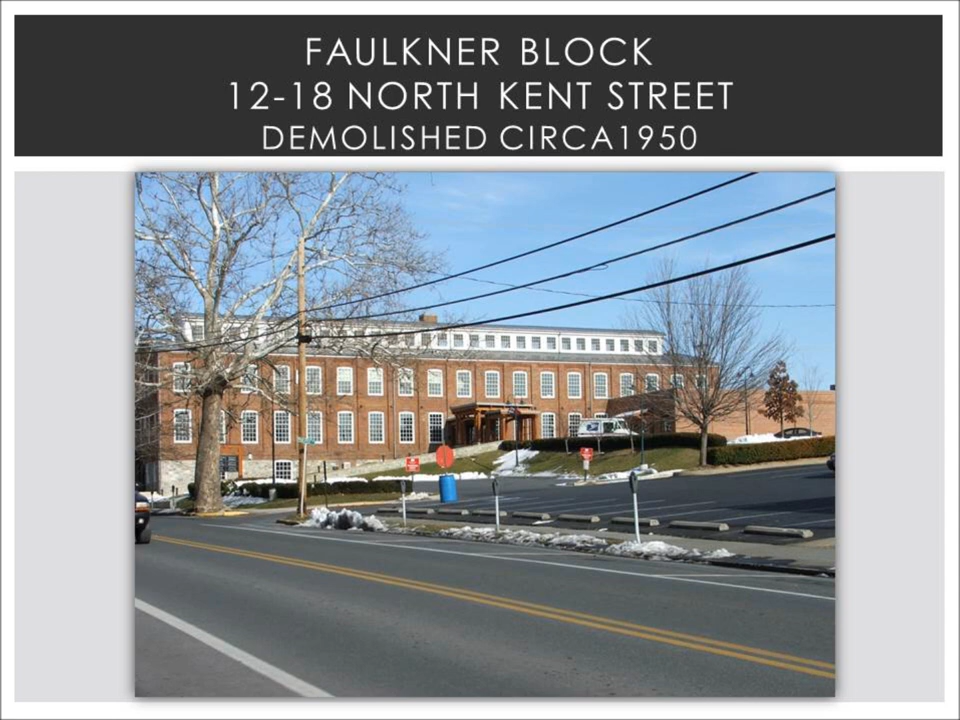 FAULKNER BLOCK
12-18 NORTH KENT STREET
DEMOLISHED CIRCA1950